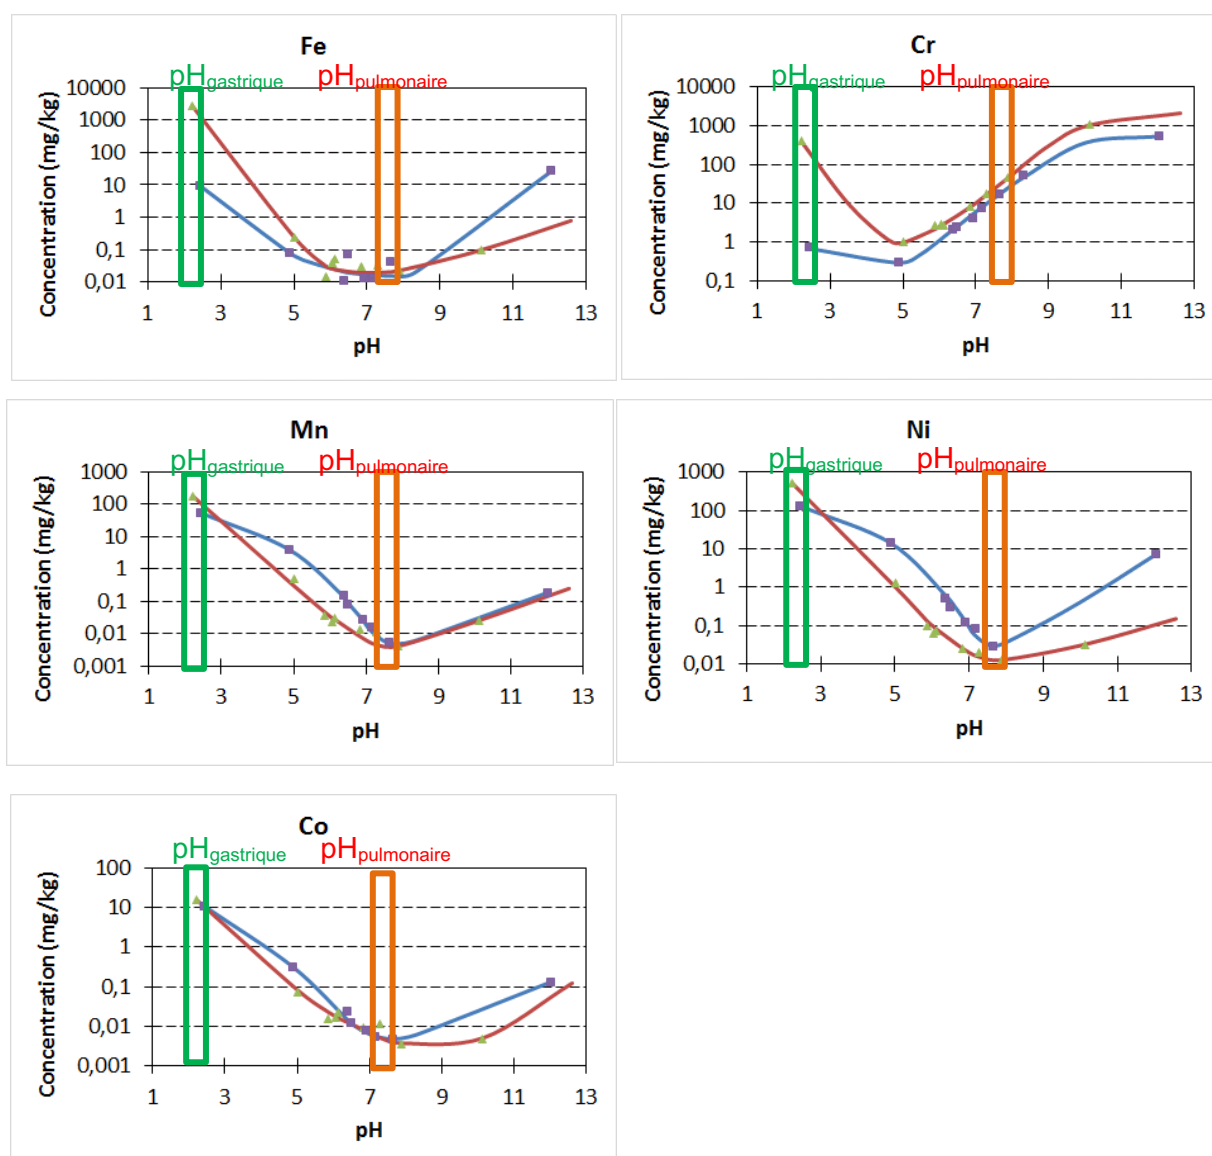 Fe
pHgastrique pHpulmonaire
Concentration (mg/kg)
10000
1000
100
10
1
0,1
0,01
1 3 5 7 9 11 13
pH
Cr
pHgastrique pHpulmonaire
Concentration (mg/kg)
10000
1000
100
10
1
0,1
1 3 5 7 9 11 13
pH
Mn
pHgastrique pHpulmonaire
Concentration (mg/kg)
1000
100
10
1
0,1
0,01
0,001
1 3 5 7 9 11 13
pH
Ni
pHgastrique pHpulmonaire
Concentration (mg/kg)
1000
100
10
1
0,1
0,01
1 3 5 7 9 11 13
pH
Co
pHgastrique pHpulmonaire
Concentration (mg/kg)
100
10
1
0,1
0,01
0,001
1 3 5 7 9 11 13
pH